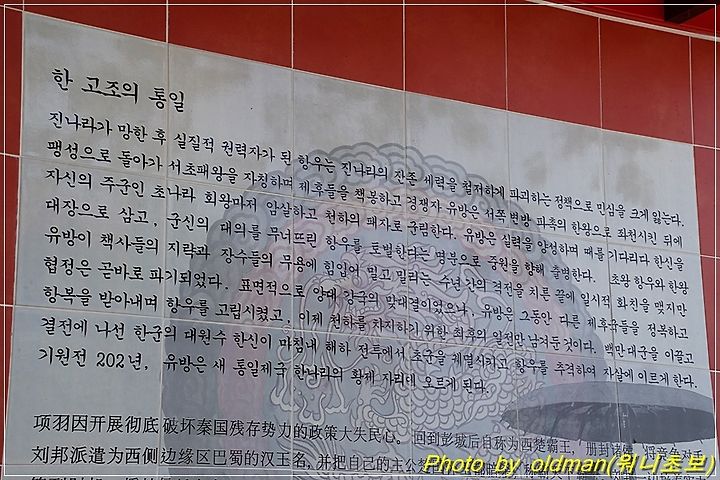 한 고조의 통일
진나라가 망한 후 실질적 권력자가 된 항우는 진나라의 잔존 세력을 철저하게 파괴하는 정책으로 민심을 크게 잃는다.
팽성으로 돌아가 서초패왕을 자칭하며 제후들을 책봉하고 경쟁자 유방은 서쪽 변방 파촉의 한왕으로 좌천시킨 뒤에
자신의 주군인 초나라 회왕마저 암살하고 천하의 패자로 군림한다. 유방은 실력을 양성하며 때를 기다리다 한신을
대장으로 삼고, 군신의 대의를 무너뜨린 항우를 토벌한다는 명분으로 중원을 향해 출병한다. 초왕 항우와 한왕
유방이 책사들의 지략과 장수들의 무용에 힘입어 밀고 밀리는 수년간의 격전을 치른 끝에 일시적 화친을 맺지만
협정은 곧바로 파기되었다. 표면적으로 양대 강국의 맞대결이었으나, 유방은 그동안 다른 제후국들을 정복하고
항복을 받아내며 항우를 고립시켰고, 이제 천하를 차지하기 위한 최후의 일전만 남겨둔 것이다. 백만대군을 이끌고
결전에 나선 한군의 대원수 한신이 마침내 해하 전투에서 초군을 궤멸시키고 항우를 추격하여 자살에 이르게 한다.
기원전 202년, 유방은 새 통일제국 한나라의 황제 자리에 오르게 된다.
项羽因开展彻底破坏秦国残存势力的政策大失民心。回到彭城后自称为西楚霸王,
刘邦派遣为西侧边缘区巴蜀的汉王名,并把自己的主公楚
Photo by oldman(워니초보)